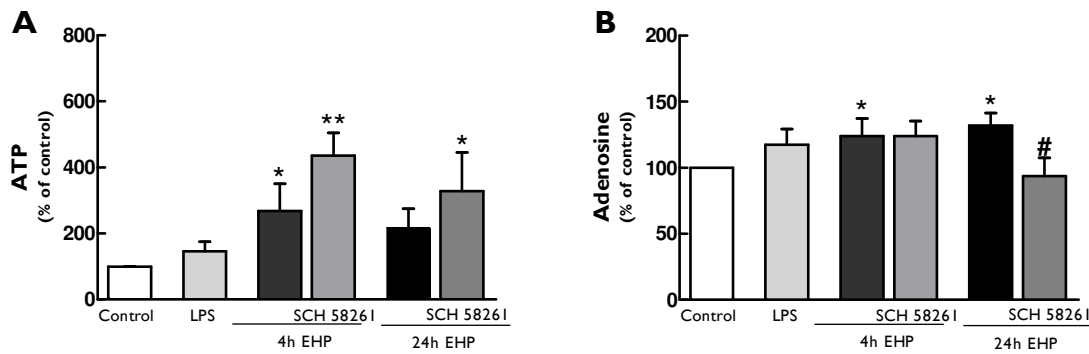 A
ATP
(% of control)
800
600
400
200
0
*
**
*
Control LPS SCH 58261 SCH 58261
4h EHP 24h EHP
B
Adenosine
(% of control)
200
150
100
50
0
*
*
#
Control LPS SCH 58261 SCH 58261
4h EHP 24h EHP